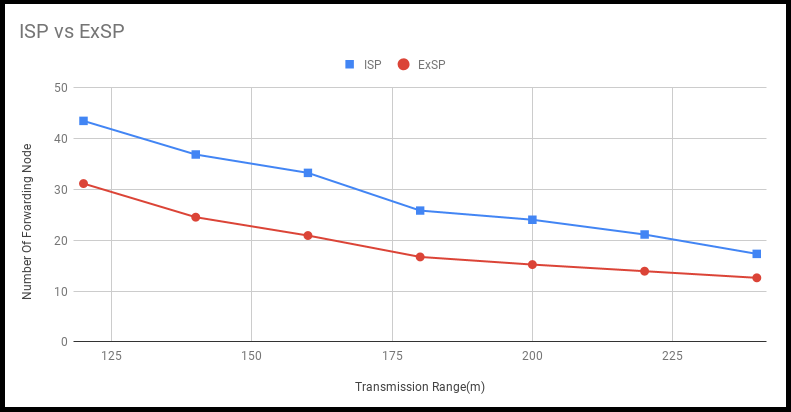 ISP vs ExSP
ISP ExSP
50
40
30
20
10
0
Number Of Forwarding Node
125 150 175 200 225
Transmission Range(m)